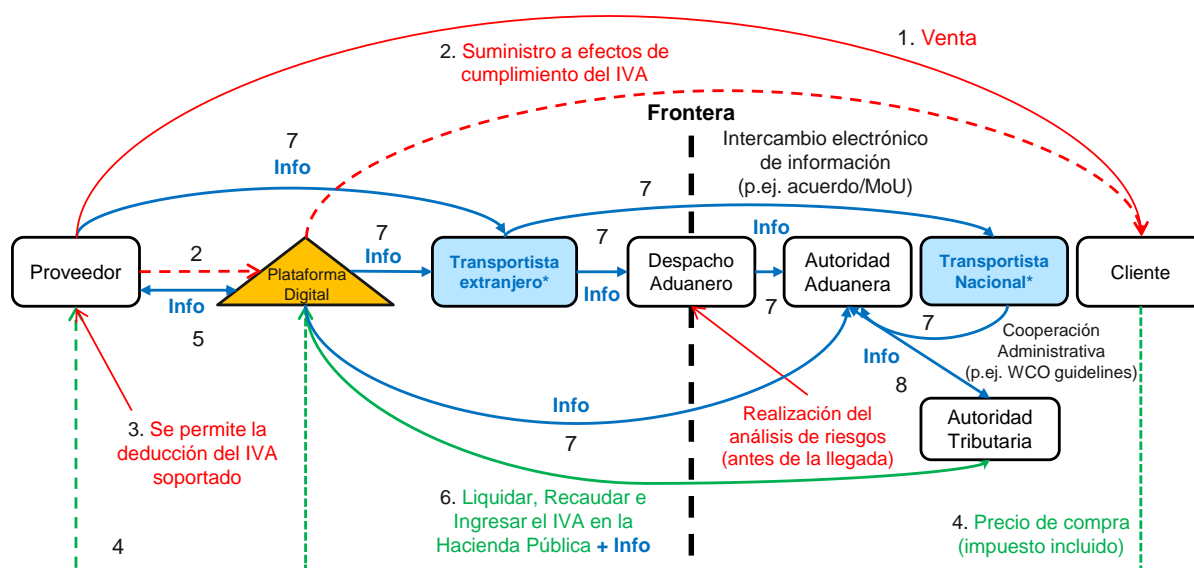 1. Venta
2. Suministro a efectos de
cumplimiento del IVA
Frontera
7
Info
Intercambio electrónico
de información
(p.ej. acuerdo/MoU)
7
Info
Proveedor
2
Info
5
Plataforma
Digital
7
Info
Transportista
extranjero*
7
Info
Despacho
Aduanero
7
Autoridad
Aduanera
Transportista
Nacional*
7
Cliente
Cooperación
Administrativa
(p.ej. WCO guidelines)
Info
8
Autoridad
Tributaria
Info
7
Realización del
análisis de riesgos
(antes de la llegada)
3. Se permite la
deducción del IVA
soportado
4
6. Liquidar, Recaudar e
Ingresar el IVA en la
Hacienda Pública + Info
4. Precio de compra
(impuesto incluido)